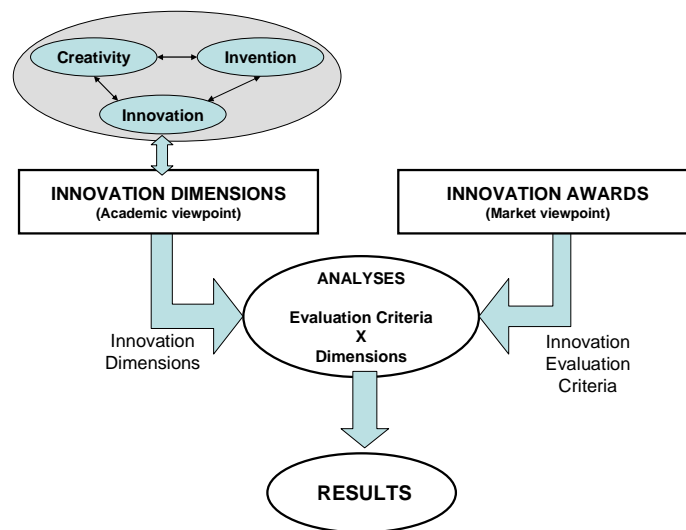 Creativity
Invention
Innovation
INNOVATION DIMENSIONS
(Academic viewpoint)
INNOVATION AWARDS
(Market viewpoint)
ANALYSES
Evaluation Criteria
X
Dimensions
Innovation
Dimensions
Innovation
Evaluation
Criteria
RESULTS